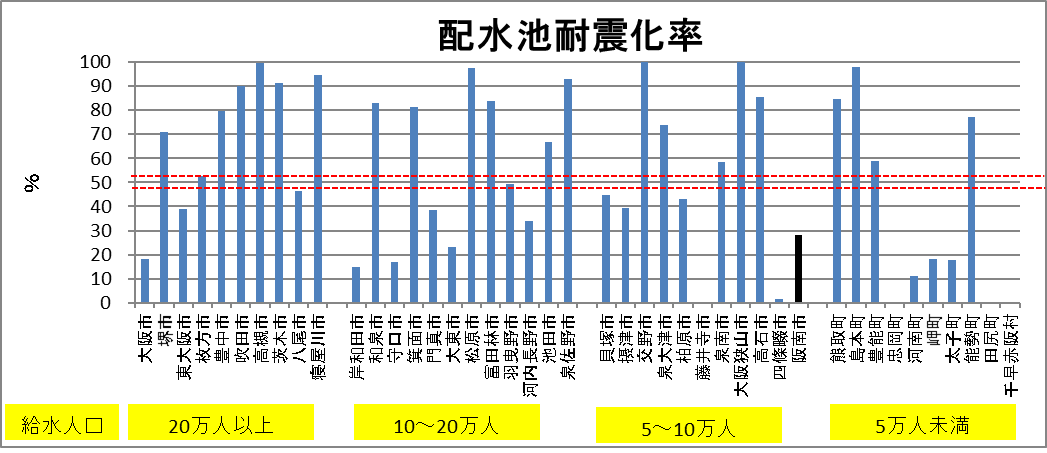 配水池耐震化率
%
100
90
80
70
60
50
40
30
20
10
0
大阪市
堺市
東大阪市
枚方市
豊中市
吹田市
高槻市
茨木市
八尾市
寝屋川市
岸和田市
和泉市
守口市
箕面市
門真市
大東市
松原市
富田林市
羽曳野市
河内長野市
池田市
泉佐野市
貝塚市
摂津市
交野市
泉大津市
柏原市
藤井寺市
泉南市
大阪狭山市
高石市
四條畷市
阪南市
熊取町
島本町
豊能町
忠岡町
河南町
岬町
太子町
能勢町
田尻町
千早赤阪村
給水人口
20万人以上
10～20万人
5～10万人
5万人未満